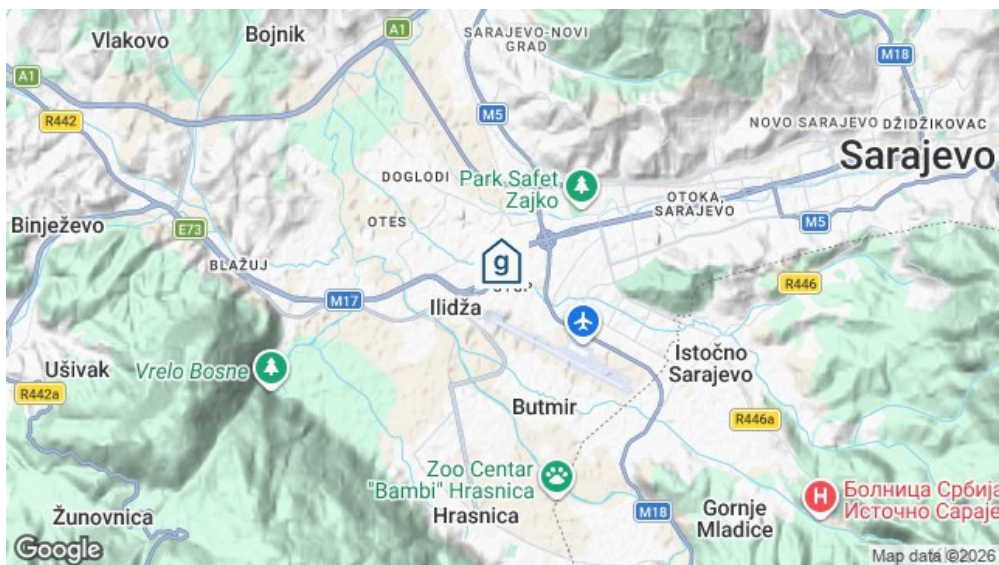 Vlakovo
Bojnik
A1
SARAJEVO-NOVI
GRAD
M18
A1
R442
M5
NOVO SARAJEVO
DŽIDŽIKOVAC
Sarajevo
DOGLODI
Park Safet
Zajko
OTOKA,
SARAJEVO
Binježevo
E73
OTES
M5
BLAŽUJ
g
R446
M17
Ilidža
Ušivak
Vrelo Bosne
Istočno
Sarajevo
R442a
Butmir
R446a
Zoo Centar
"Bambi" Hrasnica
Hrasnica
Žunovnica
M18
Gornje
Mladice
H
Болница Србија
Источно Сараје
Google
Map data ©2026